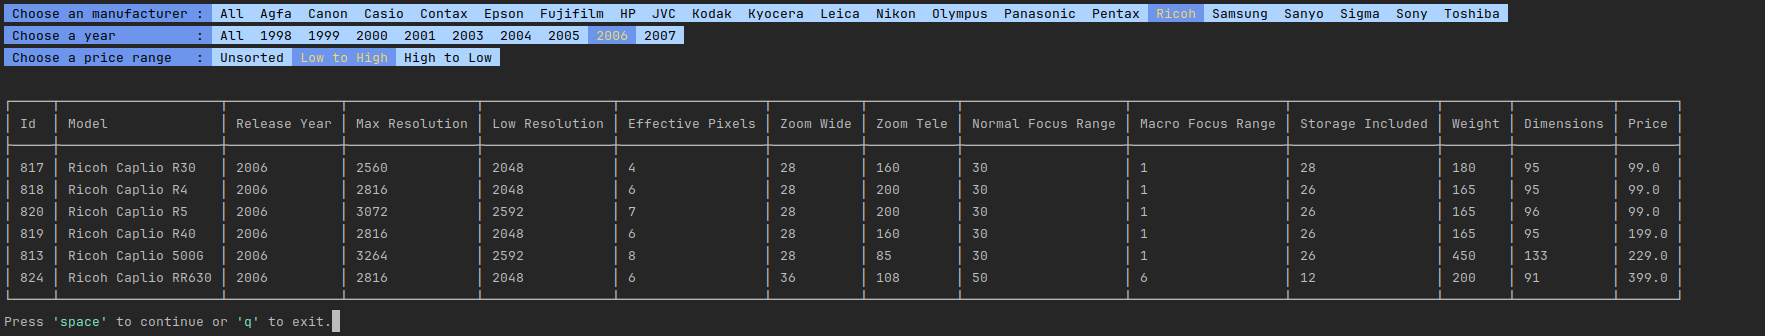 Choose an manufacturer : All Agfa Canon Casio Contax Epson Fujifilm HP JVC Kodak Kyocera Leica Nikon Olympus Panasonic Pentax Ricoh Samsung Sanyo Sigma Sony Toshiba
Choose a year : All 1998 1999 2000 2001 2003 2004 2005 2006 2007
Choose a price range : Unsorted Low to High High to Low
Id Model Release Year Max Resolution Low Resolution Effective Pixels Zoom Wide Zoom Tele Normal Focus Range Macro Focus Range Storage Included Weight Dimensions Price
817 Ricoh Caplio R30 2006 2560 2048 4 28 160 30 1 28 180 95 99.0
818 Ricoh Caplio R4 2006 2816 2048 6 28 200 30 1 26 165 95 99.0
820 Ricoh Caplio R5 2006 3072 2592 7 28 200 30 1 26 165 96 99.0
819 Ricoh Caplio R40 2006 2816 2048 6 28 160 30 1 26 165 95 199.0
813 Ricoh Caplio 500G 2006 3264 2592 8 28 85 30 1 26 450 133 229.0
824 Ricoh Caplio RR630 2006 2816 2048 6 36 108 50 6 12 200 91 399.0
Press 'space' to continue or 'q' to exit.